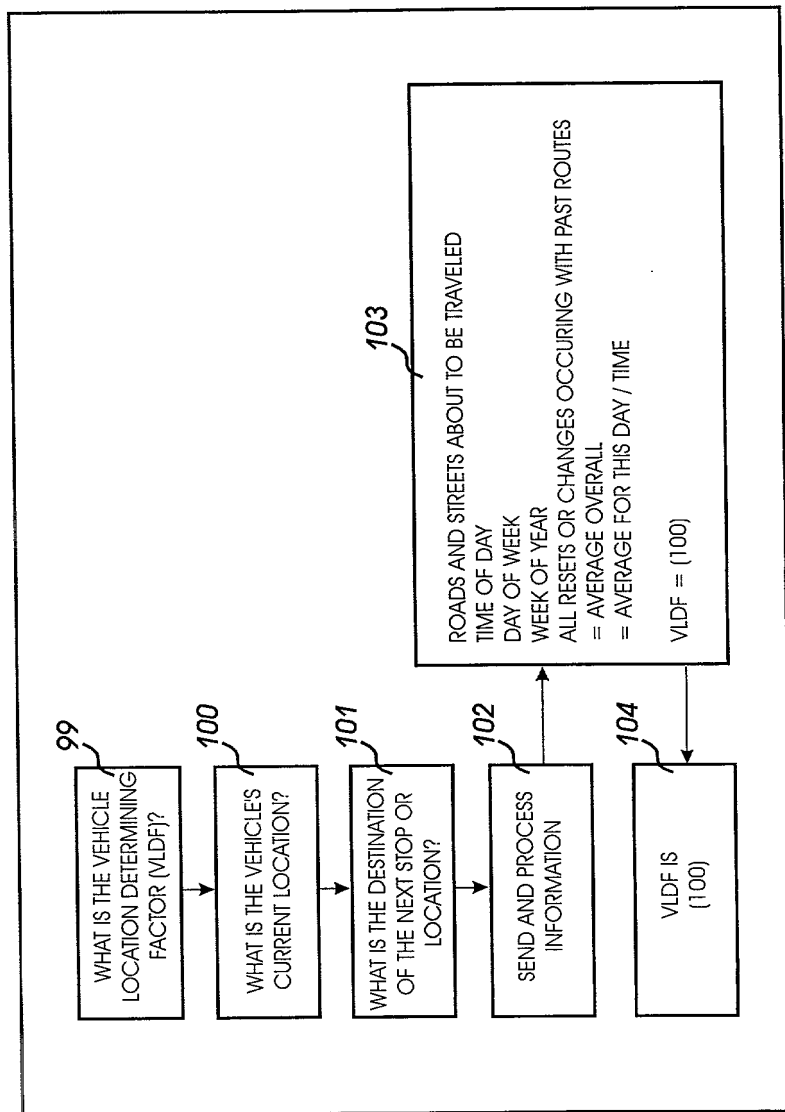 99
WHAT IS THE VEHICLE
LOCATION DETERMINING
FACTOR (VLDF)?
100
WHAT IS THE VEHICLE'S
CURRENT LOCATION?
101
WHAT IS THE DESTINATION
OF THE NEXT STOP OR
LOCATION?
102
SEND AND PROCESS
INFORMATION
103
ROADS AND STREETS ABOUT TO BE TRAVELED
TIME OF DAY
DAY OF WEEK
WEEK OF YEAR
ALL RESETS OR CHANGES OCCURING WITH PAST ROUTES
= AVERAGE OVERALL
= AVERAGE FOR THIS DAY / TIME
VLDF = (100)
104
VLDF IS
(100)